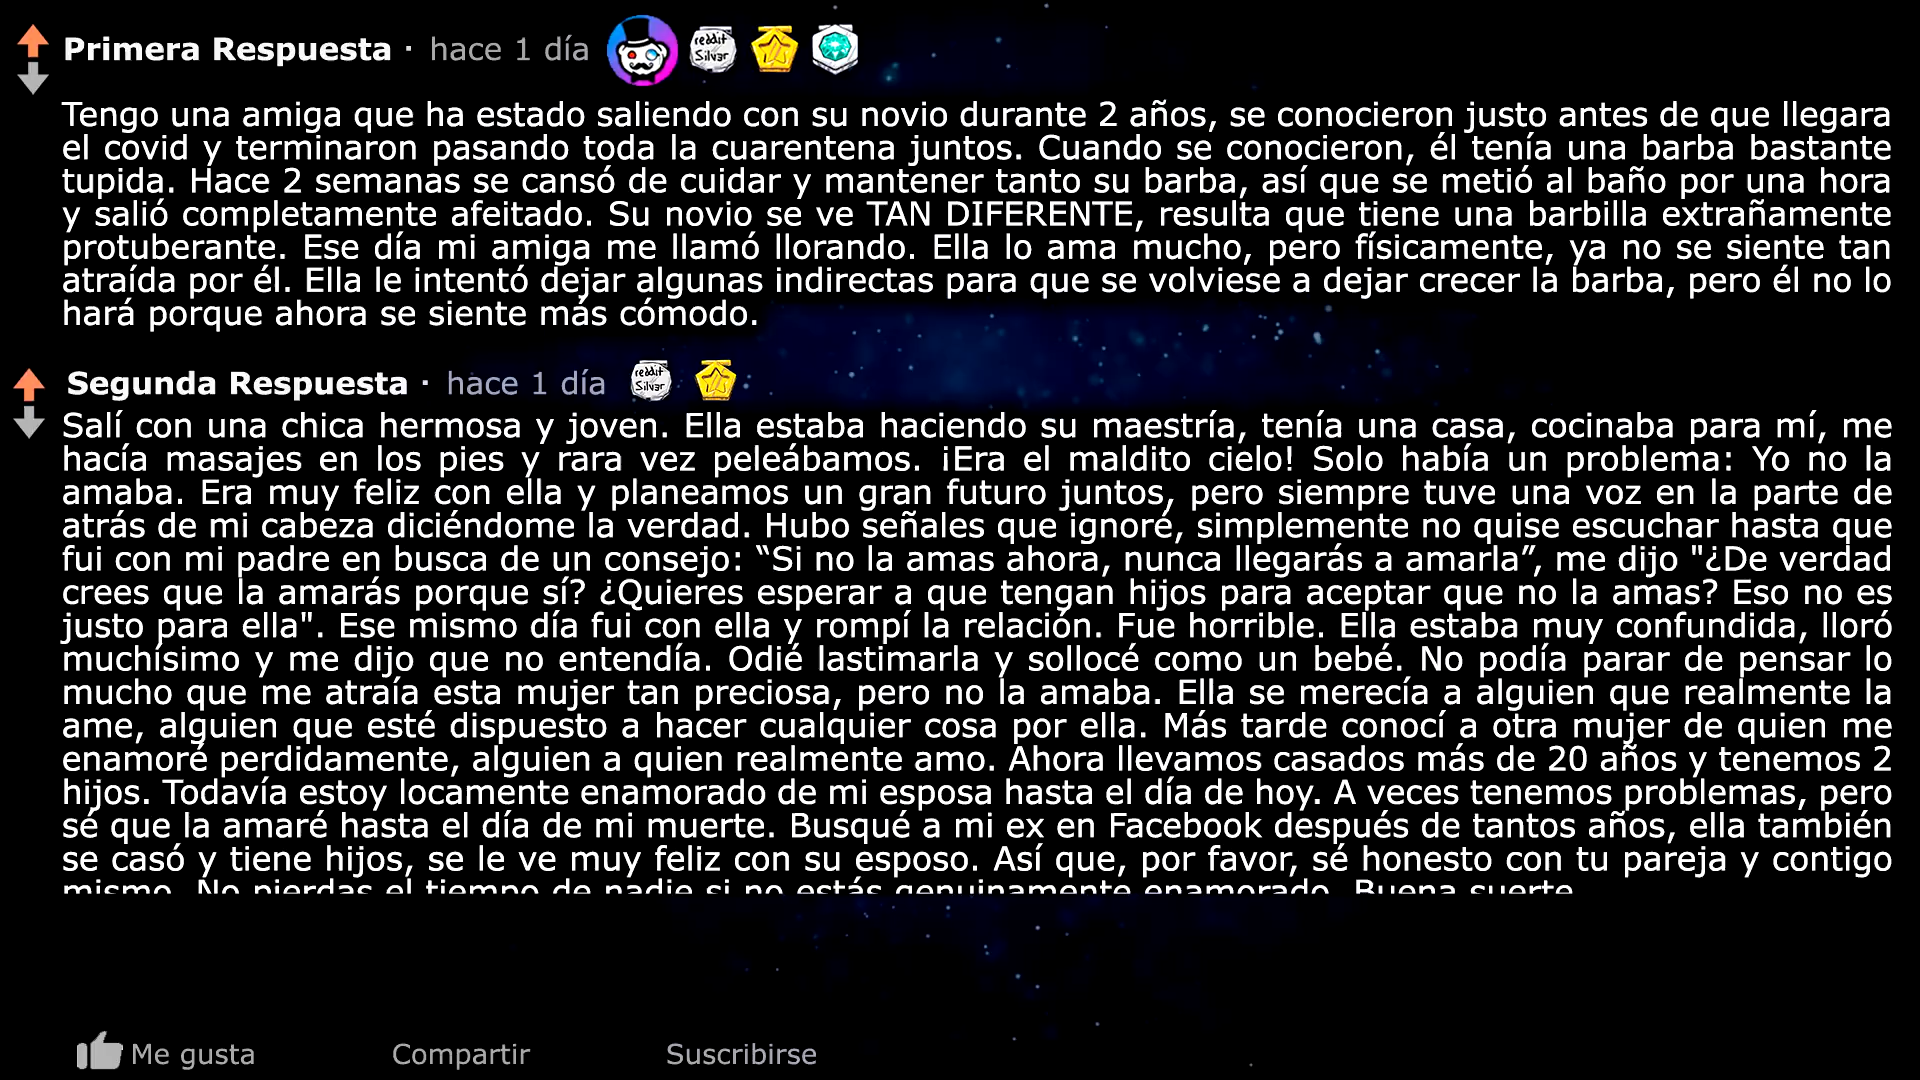 Primera Respuesta · hace 1 día
reddit
Silver
Tengo una amiga que ha estado saliendo con su novio durante 2 años, se conocieron justo antes de que llegara
el covid y terminaron pasando toda la cuarentena juntos. Cuando se conocieron, él tenía una barba bastante
tupida. Hace 2 semanas se cansó de cuidar y mantener tanto su barba, así que se metió al baño por una hora
y salió completamente afeitado. Su novio se ve TAN DIFERENTE, resulta que tiene una barbilla extrañamente
protuberante. Ese día mi amiga me llamó llorando. Ella lo ama mucho, pero físicamente, ya no se siente tan
atraída por él. Ella le intentó dejar algunas indirectas para que se volviese a dejar crecer la barba, pero él no lo
hará porque ahora se siente más cómodo.
Segunda Respuesta · hace 1 día
reddit
Silver
Salí con una chica hermosa y joven. Ella estaba haciendo su maestría, tenía una casa, cocinaba para mí, me
hacía masajes en los pies y rara vez peleábamos. ¡Era el maldito cielo! Solo había un problema: Yo no la
amaba. Era muy feliz con ella y planeamos un gran futuro juntos, pero siempre tuve una voz en la parte de
atrás de mi cabeza diciéndome la verdad. Hubo señales que ignoré, simplemente no quise escuchar hasta que
fui con mi padre en busca de un consejo: “Si no la amas ahora, nunca llegarás a amarla”, me dijo "¿De verdad
crees que la amarás porque sí? ¿Quieres esperar a que tengan hijos para aceptar que no la amas? Eso no es
justo para ella". Ese mismo día fui con ella y rompí la relación. Fue horrible. Ella estaba muy confundida, lloró
muchísimo y me dijo que no entendía. Odié lastimarla y sollocé como un bebé. No podía parar de pensar lo
mucho que me atraía esta mujer tan preciosa, pero no la amaba. Ella se merecía a alguien que realmente la
ame, alguien que esté dispuesto a hacer cualquier cosa por ella. Más tarde conocí a otra mujer de quien me
enamoré perdidamente, alguien a quien realmente amo. Ahora llevamos casados más de 20 años y tenemos 2
hijos. Todavía estoy locamente enamorado de mi esposa hasta el día de hoy. A veces tenemos problemas, pero
sé que la amaré hasta el día de mi muerte. Busqué a mi ex en Facebook después de tantos años, ella también
se casó y tiene hijos, se le ve muy feliz con su esposo. Así que, por favor, sé honesto con tu pareja y contigo
mismo. No pierdas el tiempo de nadie si no estás genuinamente enamorado. Buena suerte
Me gusta Compartir Suscribirse